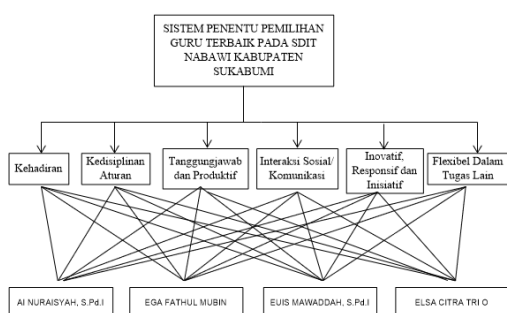 SISTEM PENENTU PEMILIHAN
GURU TERBAIK PADA SDIT
NABAWI KABUPATEN
SUKABUMI
Kehadiran
Kedisiplinan
Aturan
Tanggungjawab
dan Produktif
Interaksi Sosial/
Komunikasi
Inovatif,
Responsif dan
Inisiatif
Flexibel Dalam
Tugas Lain
AI NURAISYAH, S.Pd.I
EGA FATHUL MUBIN
EUIS MAWADDAH, S.Pd.I
ELSA CITRA TRI O